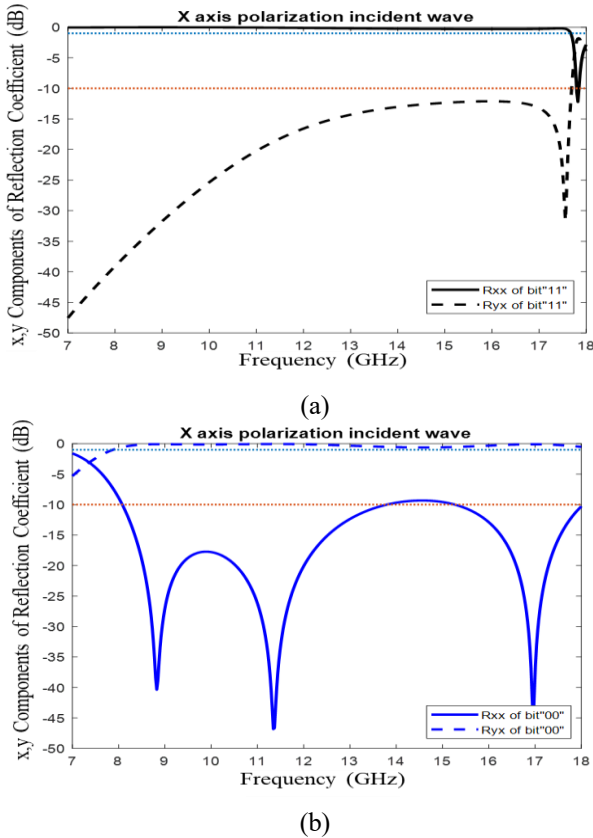 X axis polarization incident wave
x,y Components of Reflection Coefficient (dB)
0
-5
-10
-15
-20
-25
-30
-35
-40
-45
-50
Rxx of bit"11"
Ryx of bit"11"
7 8 9 10 11 12 13 14 15 16 17 18
Frequency (GHz)
(a)
X axis polarization incident wave
x,y Components of Reflection Coefficient (dB)
0
-5
-10
-15
-20
-25
-30
-35
-40
-45
-50
Rxx of bit"00"
Ryx of bit"00"
7 8 9 10 11 12 13 14 15 16 17 18
Frequency (GHz)
(b)